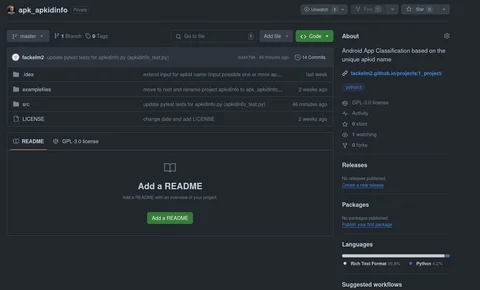 apk_apkidinfo Private
Unwatch 1
Fork 0
Star 0
master
1 Branch
0 Tags
Go to file
Add file
Code
fackelm2 update pytest tests for apkidinfo.py (apkidinfo_test.py)
46 minutes ago
14 Commits
.idea extend input for apkid name (input possible one or more ap... last week
examplefiles move to root and rename project apkidinfo to apk_apkidinfo... 2 weeks ago
src update pytest tests for apkidinfo.py (apkidinfo_test.py) 46 minutes ago
LICENSE change date and add LICENSE 2 weeks ago
README
GPL-3.0 license
Add a README
Add a README with an overview of your project.
Add a README
About
Android App Classification based on the
unique apkid name
fackelm2.github.io/projects:1_project/
GPL-3.0 license
Activity
0 stars
1 watching
0 forks
Releases
No releases published
Create a new release
Packages
No packages published
Publish your first package
Languages
Rich Text Format
Python
Suggested workflows